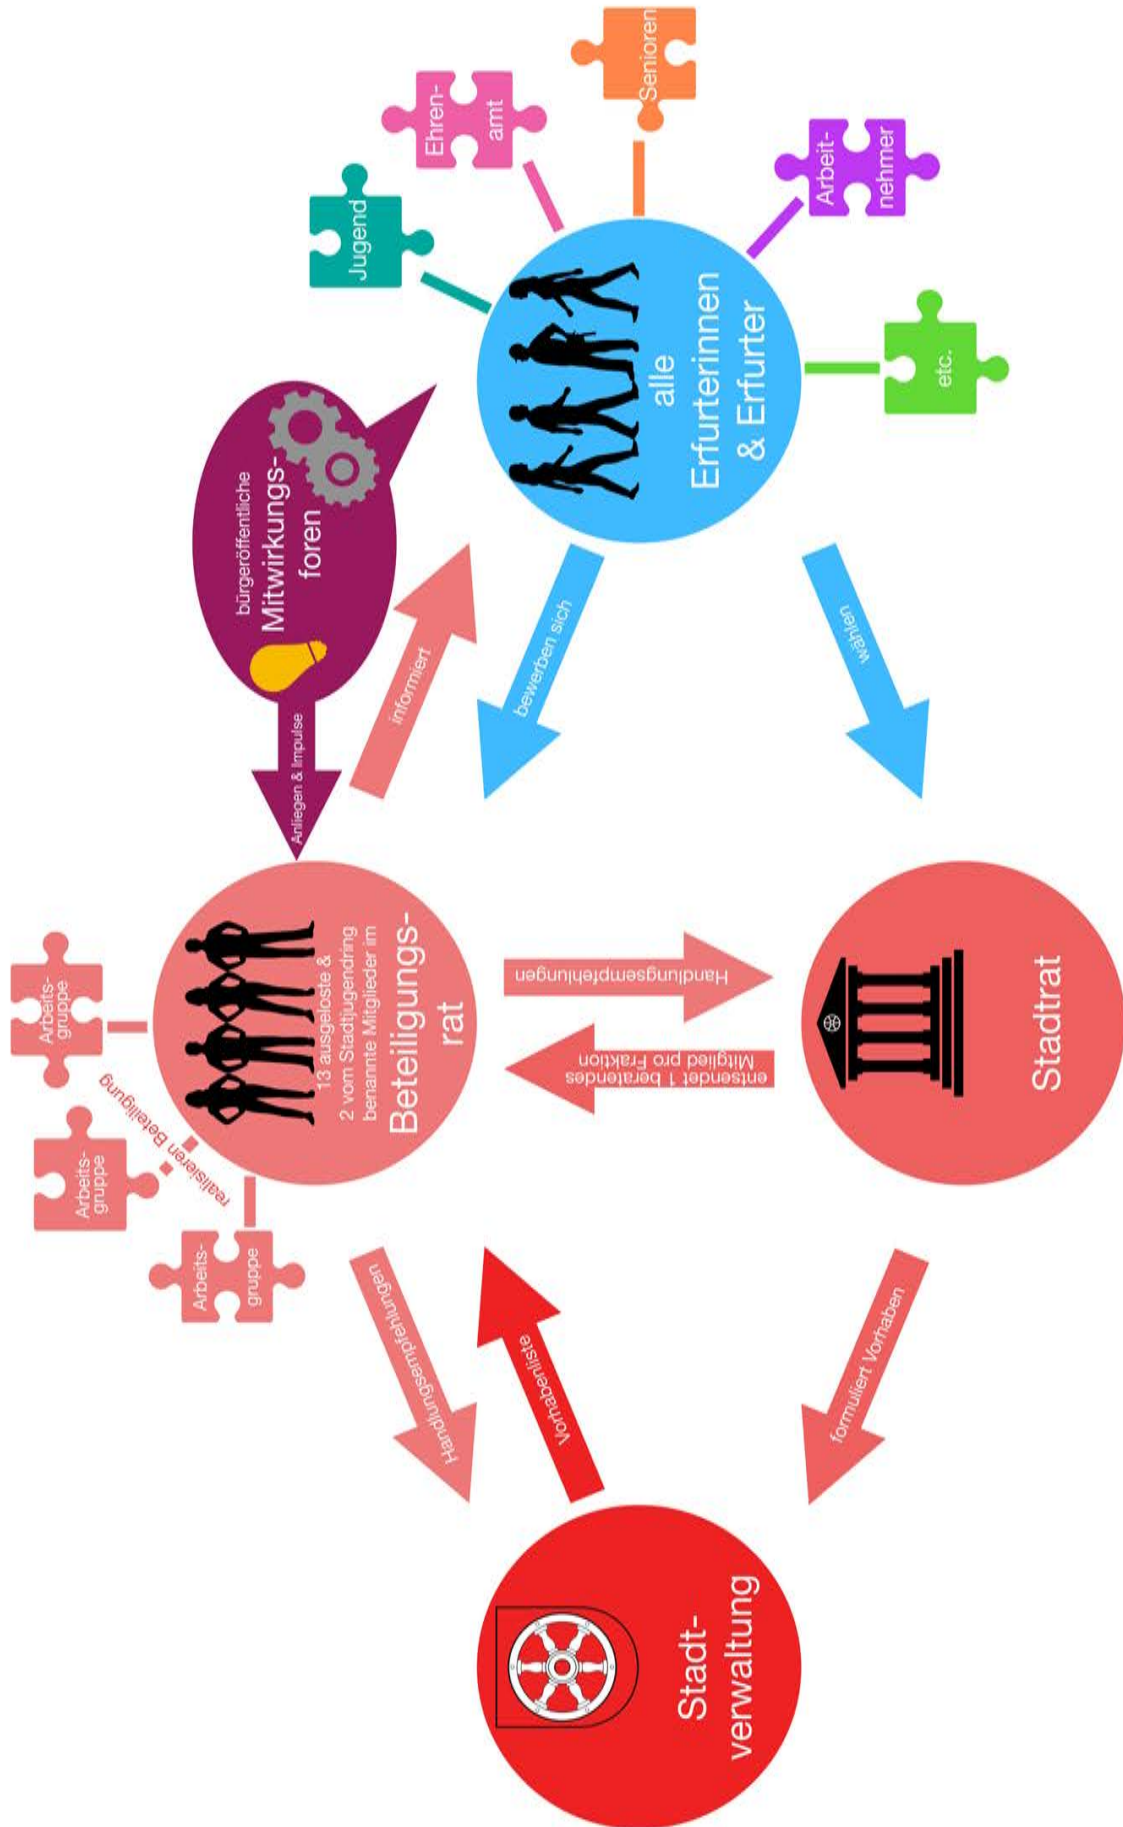 Arbeits-
gruppe
Arbeits-
gruppe
Arbeits-
gruppe
realisieren Beteiligung
13 ausgeloste &
2 vom Stadtjugendring
benannte Mitglieder im
Beteiligungs-
rat
Anliegen & Impulse
bürgeröffentliche
Mitwirkungs-
foren
informiert
bewerben sich
Jugend
Ehren-
amt
Senioren
Arbeit-
nehmer
etc.
alle
Erfurterinnen
& Erfurter
wählen
Handlungsempfehlungen
Vorhabenliste
entsendet 1 beratendes
Mitglied pro Fraktion
Handlungsempfehlungen
Stadt-
verwaltung
formuliert Vorhaben
Stadtrat